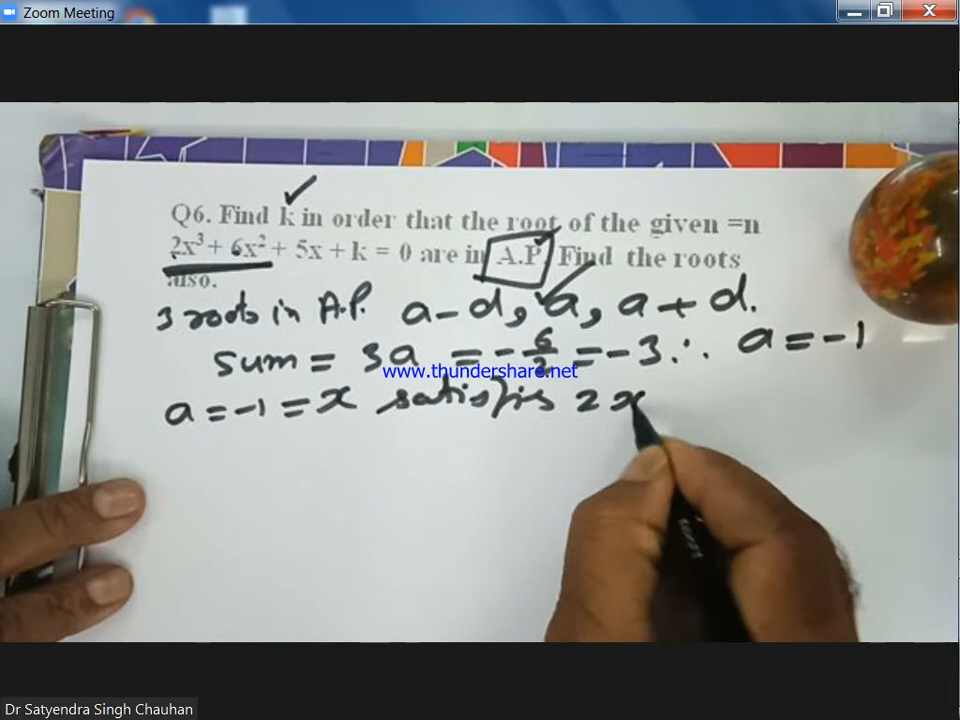 Zoom Meeting
Q6. Find k in order that the root of the given =n
2x³ + 6x² + 5x + k = 0 are in A.P. Find the roots
also.
3 roots in A.P. a-d, a, a+d.
sum = 3a = -6/2 = -3 ∴ a = -1
www.thundershare.net
a = -1 = x satisfies 2x
Dr Satyendra Singh Chauhan